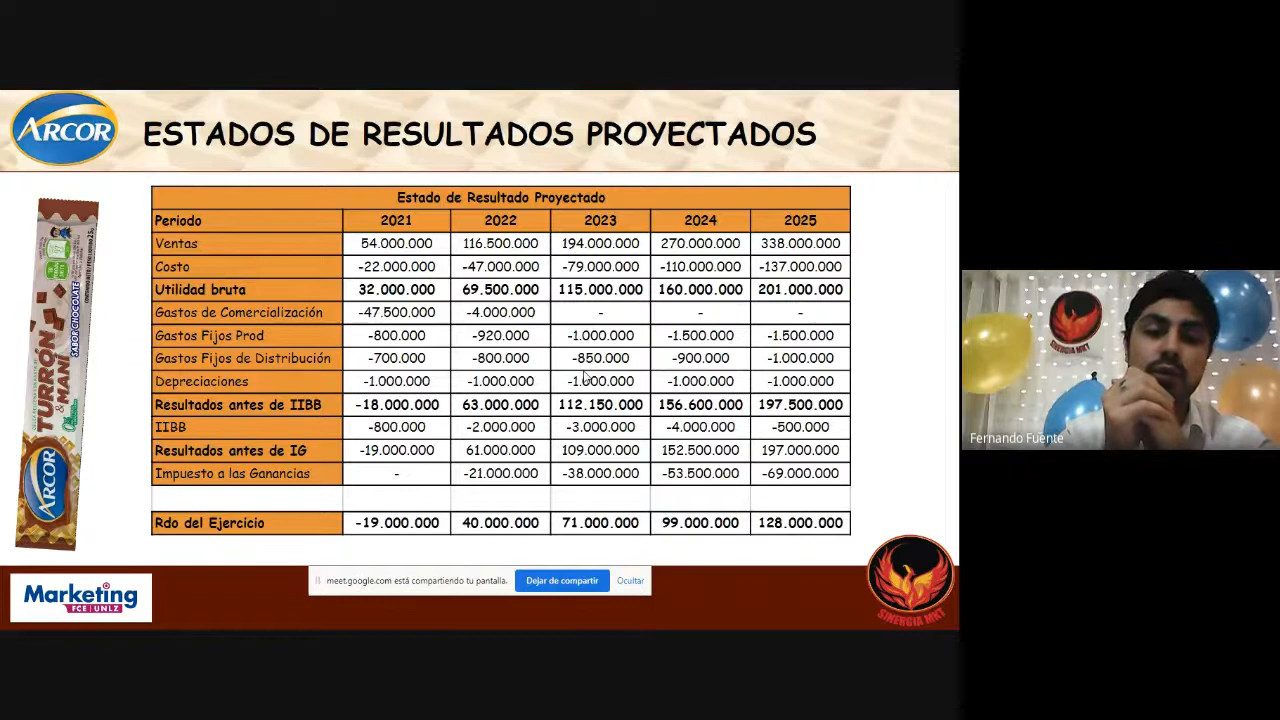 ARCOR
ESTADOS DE RESULTADOS PROYECTADOS
Estado de Resultado Proyectado
Periodo 2021 2022 2023 2024 2025
Ventas 54.000.000 116.500.000 194.000.000 270.000.000 338.000.000
Costo -22.000.000 -47.000.000 -79.000.000 -110.000.000 -137.000.000
Utilidad bruta 32.000.000 69.500.000 115.000.000 160.000.000 201.000.000
Gastos de Comercialización -47.500.000 -4.000.000 - - -
Gastos Fijos Prod -800.000 -920.000 -1.000.000 -1.500.000 -1.500.000
Gastos Fijos de Distribución -700.000 -800.000 -850.000 -900.000 -1.000.000
Depreciaciones -1.000.000 -1.000.000 -1.000.000 -1.000.000 -1.000.000
Resultados antes de IIBB -18.000.000 63.000.000 112.150.000 156.600.000 197.500.000
IIBB -800.000 -2.000.000 -3.000.000 -4.000.000 -500.000
Resultados antes de IG -19.000.000 61.000.000 109.000.000 152.500.000 197.000.000
Impuesto a las Ganancias - -21.000.000 -38.000.000 -53.500.000 -69.000.000
Rdo del Ejercicio -19.000.000 40.000.000 71.000.000 99.000.000 128.000.000
ARCOR
TURRÓN
& MANÍ
SABOR CHOCOLATE
Marketing
FCE | UNLZ
meet.google.com está compartiendo tu pantalla.
Dejar de compartir
Ocultar
SINERGIA MKT
SINERGIA MKT
Fernando Fuente